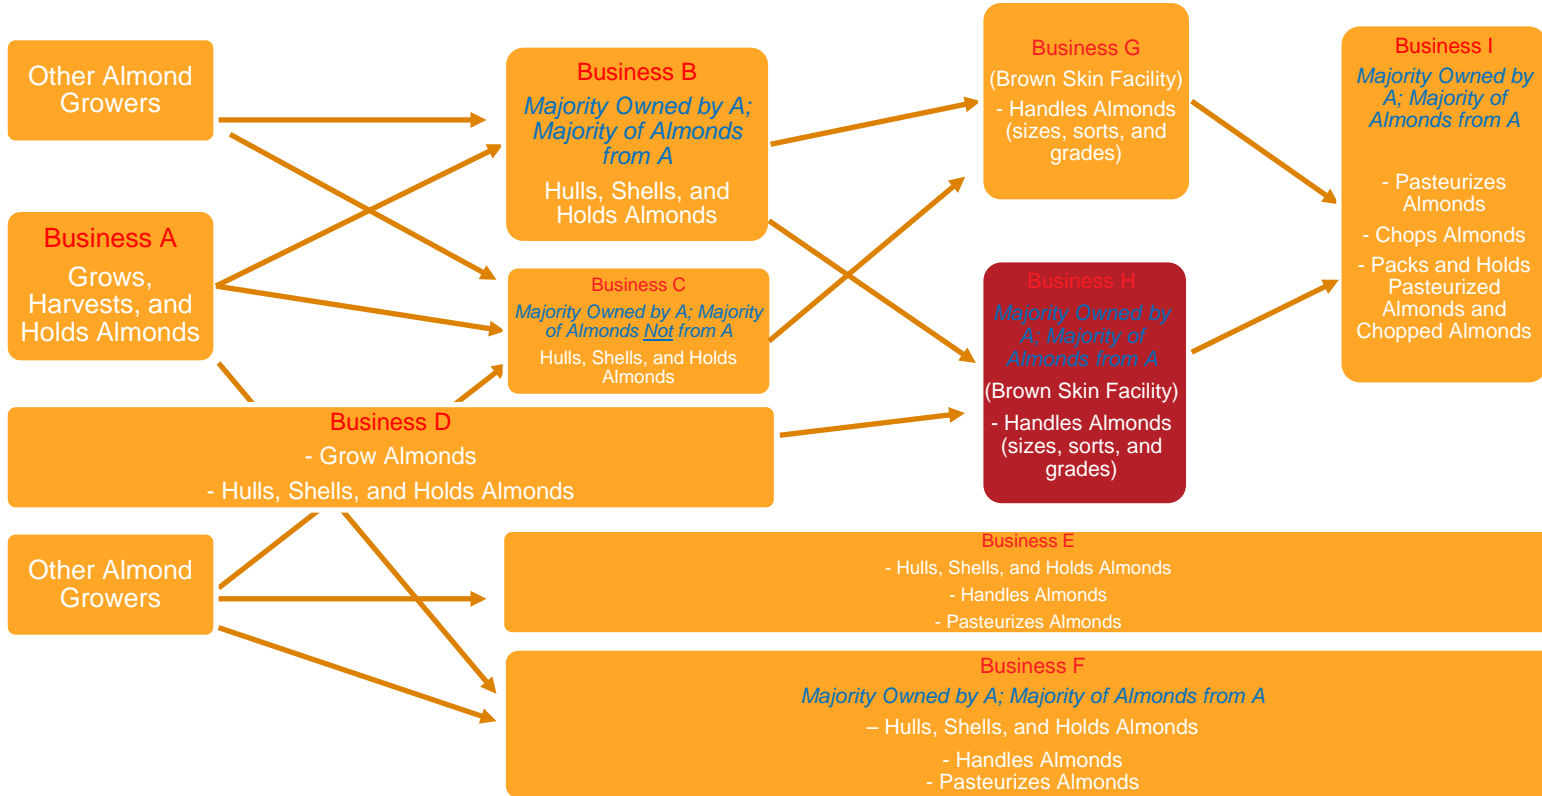 Other Almond
Growers
Business A
Grows,
Harvests, and
Holds Almonds
Business B
Majority Owned by A;
Majority of Almonds
from A
Hulls, Shells, and
Holds Almonds
Business C
Majority Owned by A; Majority
of Almonds Not from A
Hulls, Shells, and Holds
Almonds
Business D
- Grow Almonds
- Hulls, Shells, and Holds Almonds
Other Almond
Growers
Business G
(Brown Skin Facility)
- Handles Almonds
(sizes, sorts, and
grades)
Business H
Majority Owned by
A; Majority of
Almonds from A
(Brown Skin Facility)
- Handles Almonds
(sizes, sorts, and
grades)
Business I
Majority Owned by
A; Majority of
Almonds from A
- Pasteurizes
Almonds
- Chops Almonds
- Packs and Holds
Pasteurized
Almonds and
Chopped Almonds
Business E
- Hulls, Shells, and Holds Almonds
- Handles Almonds
- Pasteurizes Almonds
Business F
Majority Owned by A; Majority of Almonds from A
– Hulls, Shells, and Holds Almonds
- Handles Almonds
- Pasteurizes Almonds